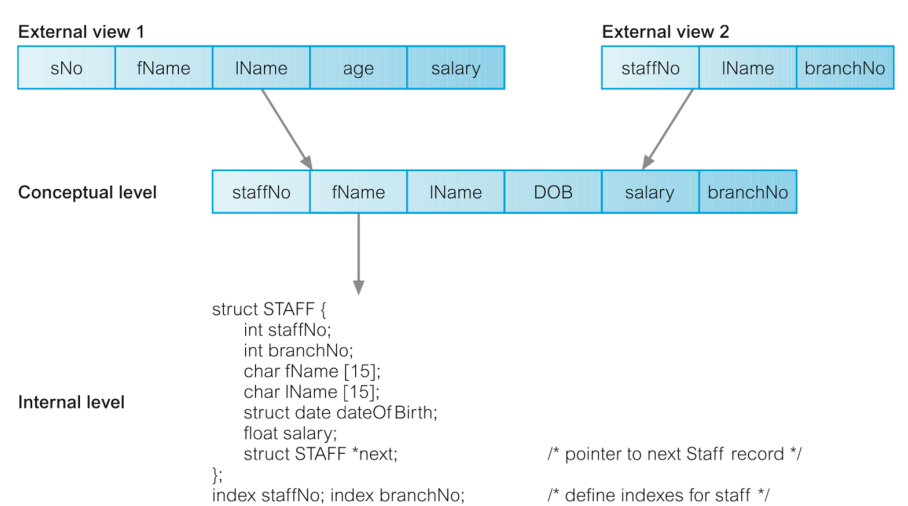 External view 1
External view 2
sNo fName lName age salary
staffNo lName branchNo
Conceptual level
staffNo fName lName DOB salary branchNo
Internal level
struct STAFF {
int staffNo;
int branchNo;
char fName [15];
char lName [15];
struct date dateOfBirth;
float salary;
struct STAFF *next; /* pointer to next Staff record */
};
index staffNo; index branchNo; /* define indexes for staff */